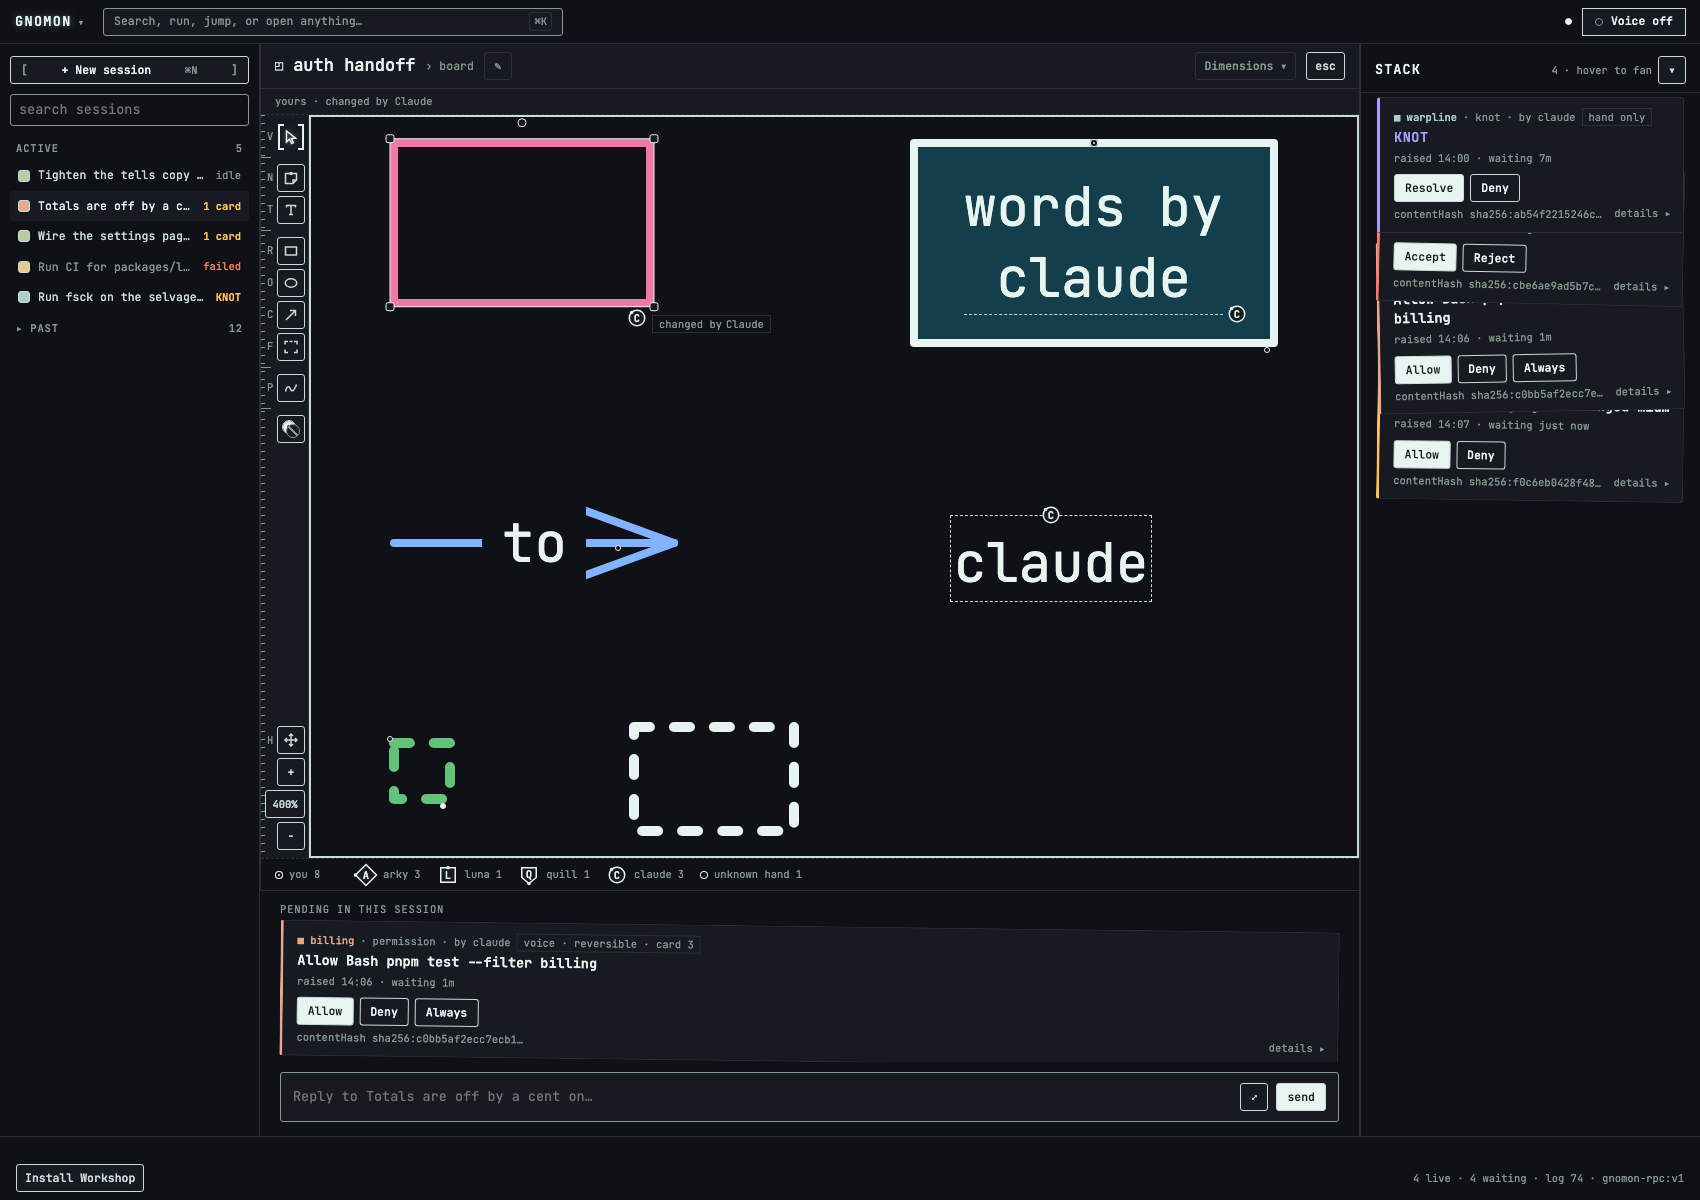 GNOMON ▾
Search, run, jump, or open anything…
⌘K
○ Voice off
[ + New session ⌘N ]
search sessions
ACTIVE 5
Tighten the tells copy … idle
Totals are off by a c… 1 card
Wire the settings pag… 1 card
Run CI for packages/l… failed
Run fsck on the selvage… KNOT
▸ PAST 12
auth handoff › board ✎
Dimensions ▾
esc
yours · changed by Claude
V
N
T
R
O
C
F
P
H
+
400%
-
C
changed by Claude
words by
claude
C
to
C
claude
you 8
A arky 3
L luna 1
Q quill 1
C claude 3
unknown hand 1
PENDING IN THIS SESSION
■ billing · permission · by claude voice · reversible · card 3
Allow Bash pnpm test --filter billing
raised 14:06 · waiting 1m
Allow Deny Always
contentHash sha256:c0bb5af2ecc7ecb1…
details ▸
Reply to Totals are off by a cent on…
send
STACK
4 · hover to fan ▾
■ warpline · knot · by claude hand only
KNOT
raised 14:00 · waiting 7m
Resolve Deny
contentHash sha256:ab54f2215246c… details ▸
Accept Reject
contentHash sha256:cbe6ae9ad5b7c… details ▸
billing
raised 14:06 · waiting 1m
Allow Deny Always
contentHash sha256:c0bb5af2ecc7e… details ▸
raised 14:07 · waiting just now
Allow Deny
contentHash sha256:f0c6eb0428f48… details ▸
Install Workshop
4 live · 4 waiting · log 74 · gnomon-rpc:v1